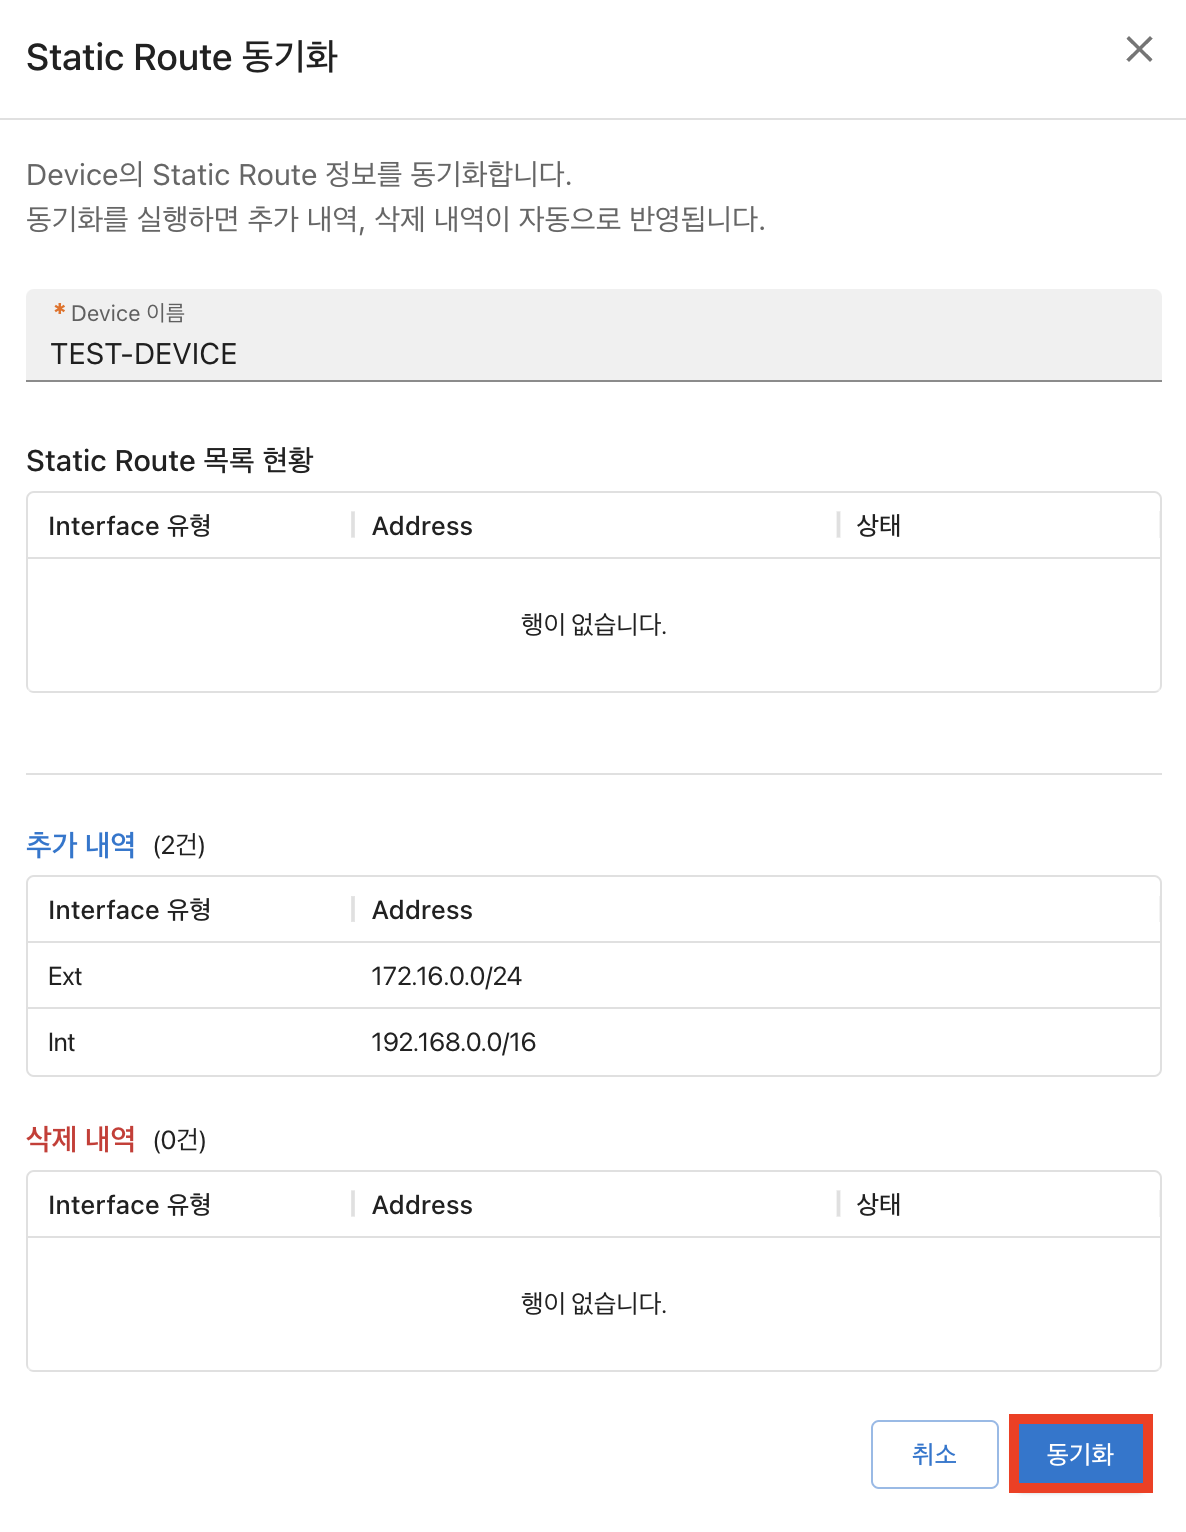 Static Route 동기화
Device의 Static Route 정보를 동기화합니다.
동기화를 실행하면 추가 내역, 삭제 내역이 자동으로 반영됩니다.
* Device 이름
TEST-DEVICE
Static Route 목록 현황
Interface 유형 Address 상태
행이 없습니다.
추가 내역 (2건)
Interface 유형 Address
Ext 172.16.0.0/24
Int 192.168.0.0/16
삭제 내역 (0건)
Interface 유형 Address 상태
행이 없습니다.
취소 동기화